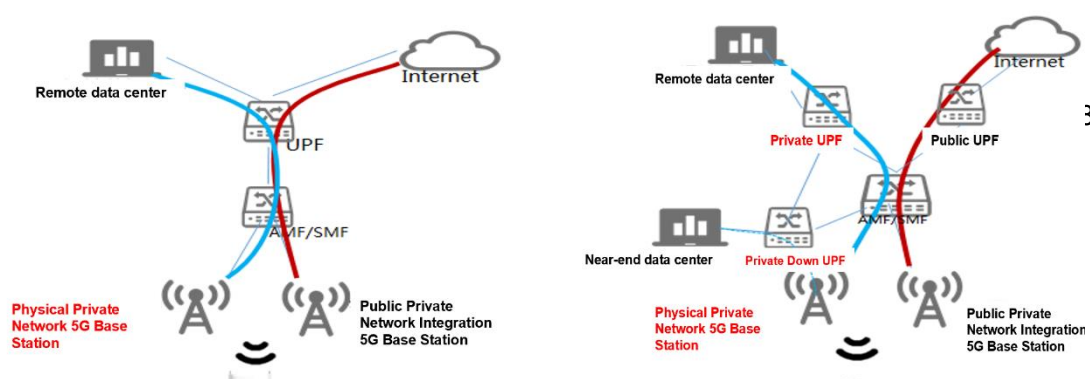 Internet
Remote data center
UPF
AMF/SMF
Physical Private
Network 5G Base
Station
Public Private
Network Integration
5G Base Station
Internet
Remote data center
Private UPF
Public UPF
AMF/SMF
Near-end data center
Private Down UPF
Physical Private
Network 5G Base
Station
Public Private
Network Integration
5G Base Station